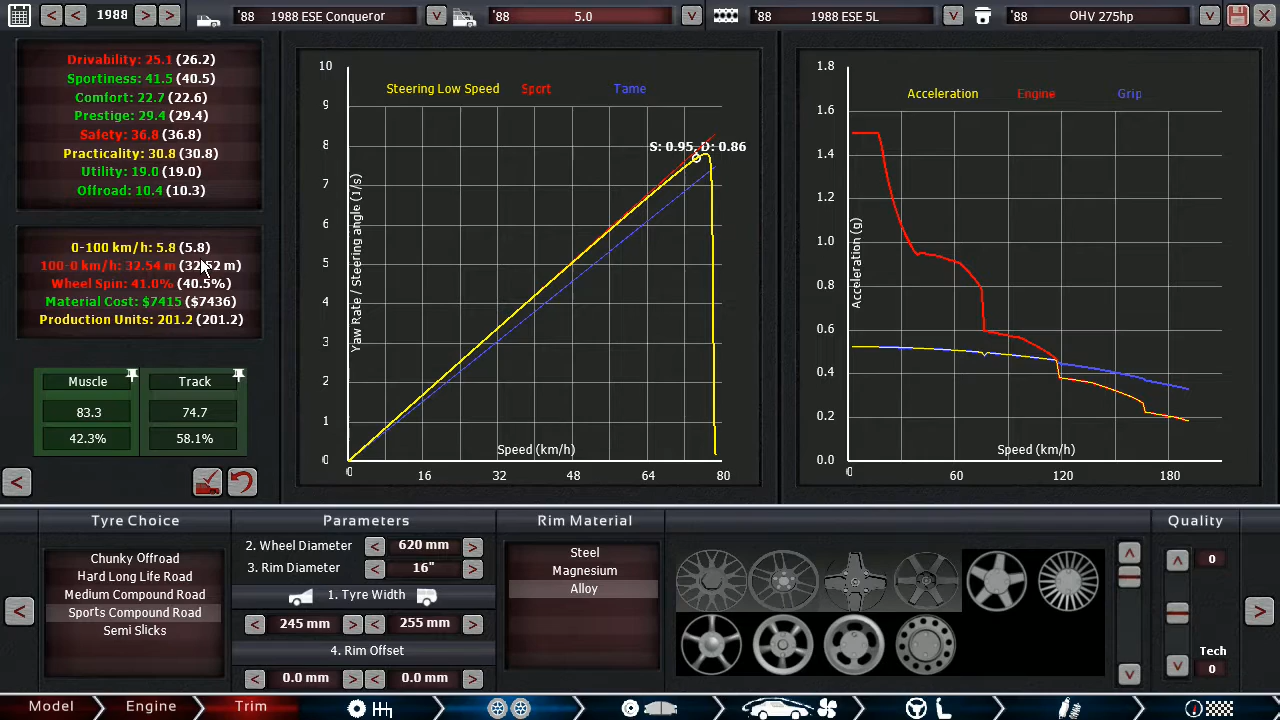 1988
'88 1988 ESE Conqueror
'88 5.0
'88 1988 ESE 5L
'88 OHV 275hp
Drivability: 25.1 (26.2)
Sportiness: 41.5 (40.5)
Comfort: 22.7 (22.6)
Prestige: 29.4 (29.4)
Safety: 36.8 (36.8)
Practicality: 30.8 (30.8)
Utility: 19.0 (19.0)
Offroad: 10.4 (10.3)
0-100 km/h: 5.8 (5.8)
100-0 km/h: 32.54 m (32.52 m)
Wheel Spin: 41.0% (40.5%)
Material Cost: $7415 ($7436)
Production Units: 201.2 (201.2)
Muscle Track
83.3 74.7
42.3% 58.1%
Steering Low Speed Sport Tame
S: 0.95, D: 0.86
Yaw Rate / Steering angle (1/s)
10
9
8
7
6
5
4
3
2
1
0
Speed (km/h)
0 16 32 48 64 80
Acceleration Engine Grip
Acceleration (g)
1.8
1.6
1.4
1.2
1.0
0.8
0.6
0.4
0.2
0.0
Speed (km/h)
0 60 120 180
Tyre Choice
Chunky Offroad
Hard Long Life Road
Medium Compound Road
Sports Compound Road
Semi Slicks
Parameters
2. Wheel Diameter < 620 mm >
3. Rim Diameter < 16" >
1. Tyre Width
< 245 mm > < 255 mm >
4. Rim Offset
< 0.0 mm > < 0.0 mm >
Rim Material
Steel
Magnesium
Alloy
Quality
0
Tech
0
Model Engine Trim